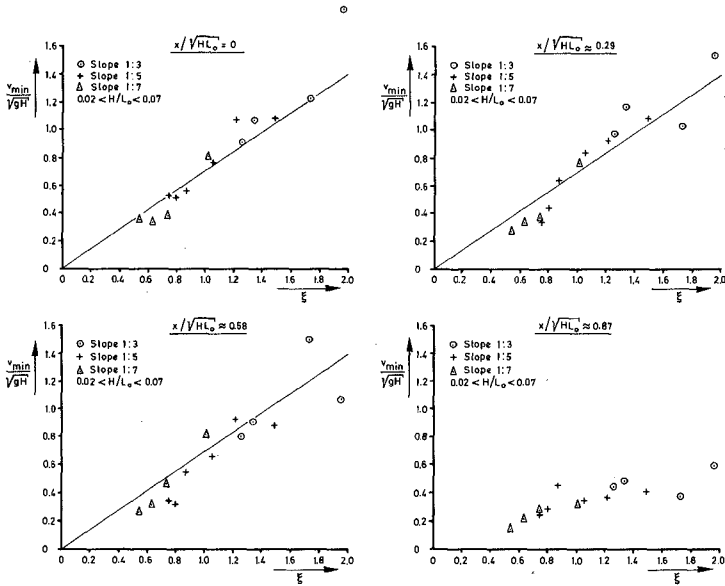 x/√HL₀ = 0
1.6
1.4
1.2
1.0
0.8
0.6
0.4
0.2
0
v min
√gH
⊙ Slope 1:3
+ Slope 1:5
△ Slope 1:7
0.02 < H/L₀ < 0.07
0 0.2 0.4 0.6 0.8 1.0 1.2 1.4 1.6 1.8 2.0
ξ
x/√HL₀ ≈ 0.29
1.6
1.4
1.2
1.0
0.8
0.6
0.4
0.2
0
v min
√gH
○ Slope 1:3
+ Slope 1:5
△ Slope 1:7
0.02 < H/L₀ < 0.07
0 0.2 0.4 0.6 0.8 1.0 1.2 1.4 1.6 1.8 2.0
ξ
x/√HL₀ ≈ 0.58
1.6
1.4
1.2
1.0
0.8
0.6
0.4
0.2
0
v min
√gH
⊙ Slope 1:3
+ Slope 1:5
△ Slope 1:7
0.02 < H/L₀ < 0.07
0 0.2 0.4 0.6 0.8 1.0 1.2 1.4 1.6 1.8 2.0
ξ
x/√HL₀ ≈ 0.87
1.6
1.4
1.2
1.0
0.8
0.6
0.4
0.2
0
v min
√gH
⊙ Slope 1:3
+ Slope 1:5
△ Slope 1:7
0.02 < H/L₀ < 0.07
0 0.2 0.4 0.6 0.8 1.0 1.2 1.4 1.6 1.8 2.0
ξ